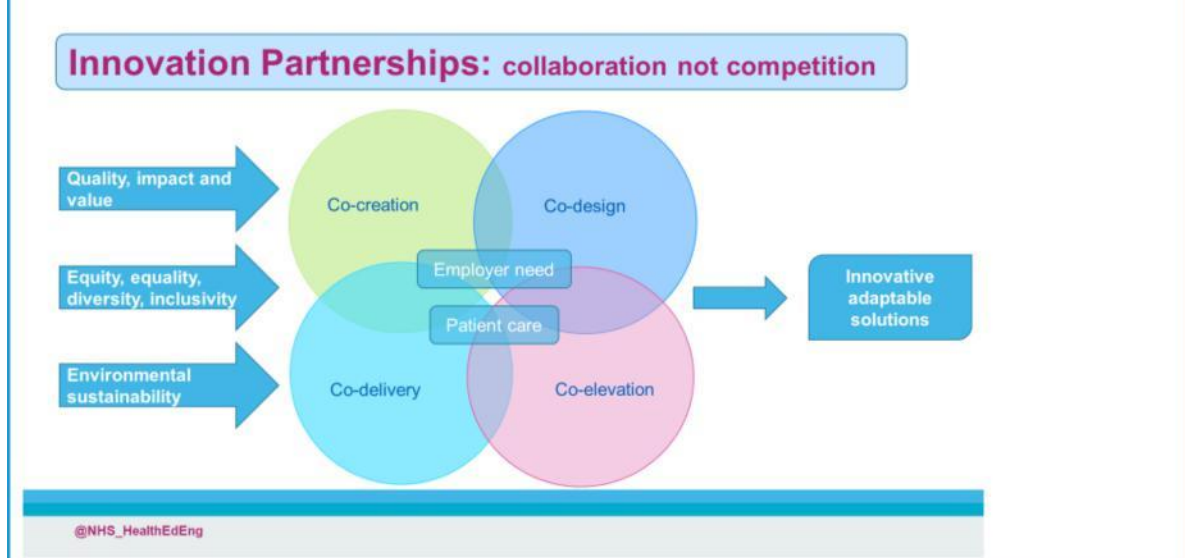 Innovation Partnerships: collaboration not competition
Quality, impact and
value
Co-creation
Co-design
Equity, equality,
diversity, inclusivity
Employer need
Patient care
Innovative
adaptable
solutions
Environmental
sustainability
Co-delivery
Co-elevation
@NHS_HealthEdEng